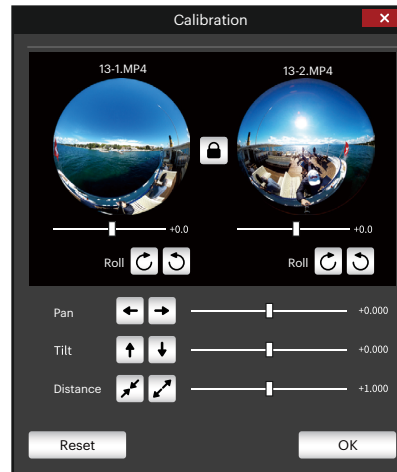 Calibration
13-1.MP4 13-2.MP4
+0.0 +0.0
Roll Roll
Pan +0.000
Tilt +0.000
Distance +1.000
Reset OK